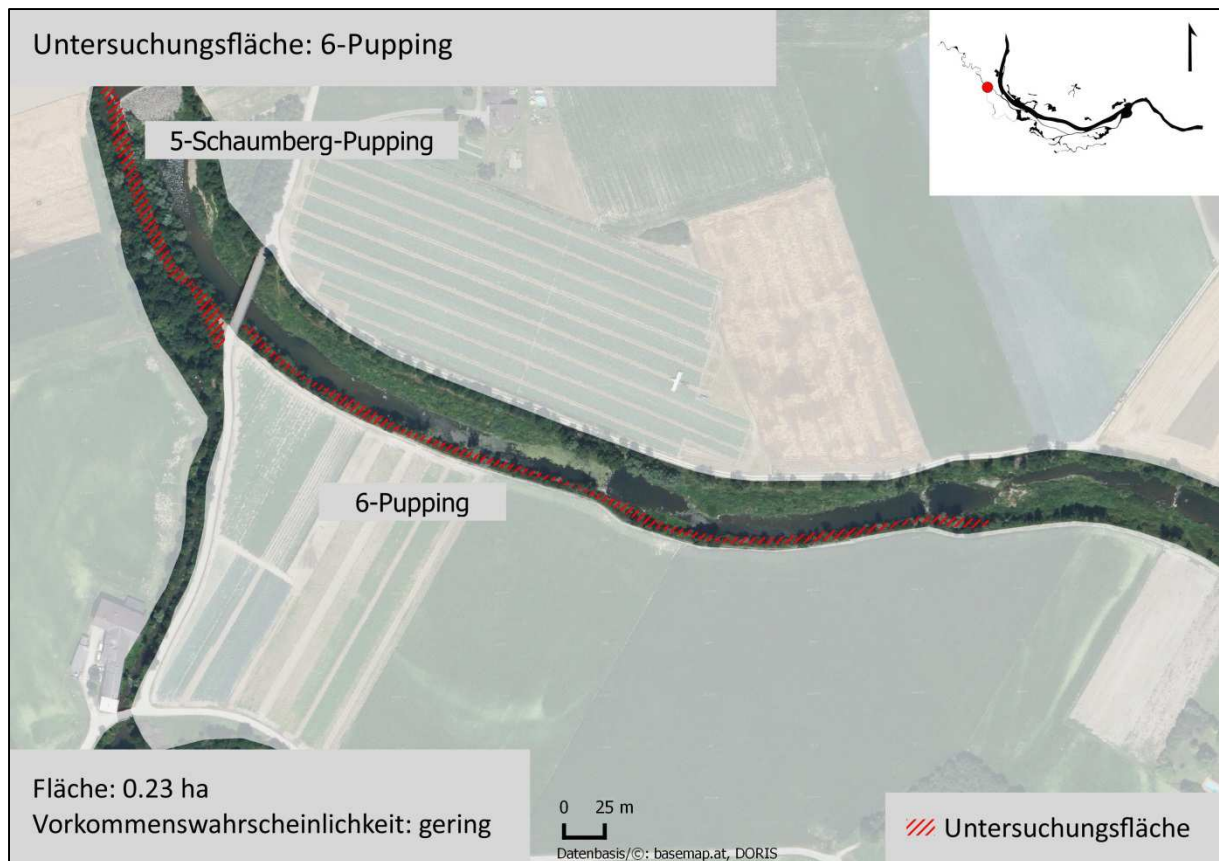 Untersuchungsfläche: 6-Pupping
5-Schaumberg-Pupping
6-Pupping
Fläche: 0.23 ha
Vorkommenswahrscheinlichkeit: gering
0 25 m
Datenbasis/©: basemap.at, DORIS
Untersuchungsfläche